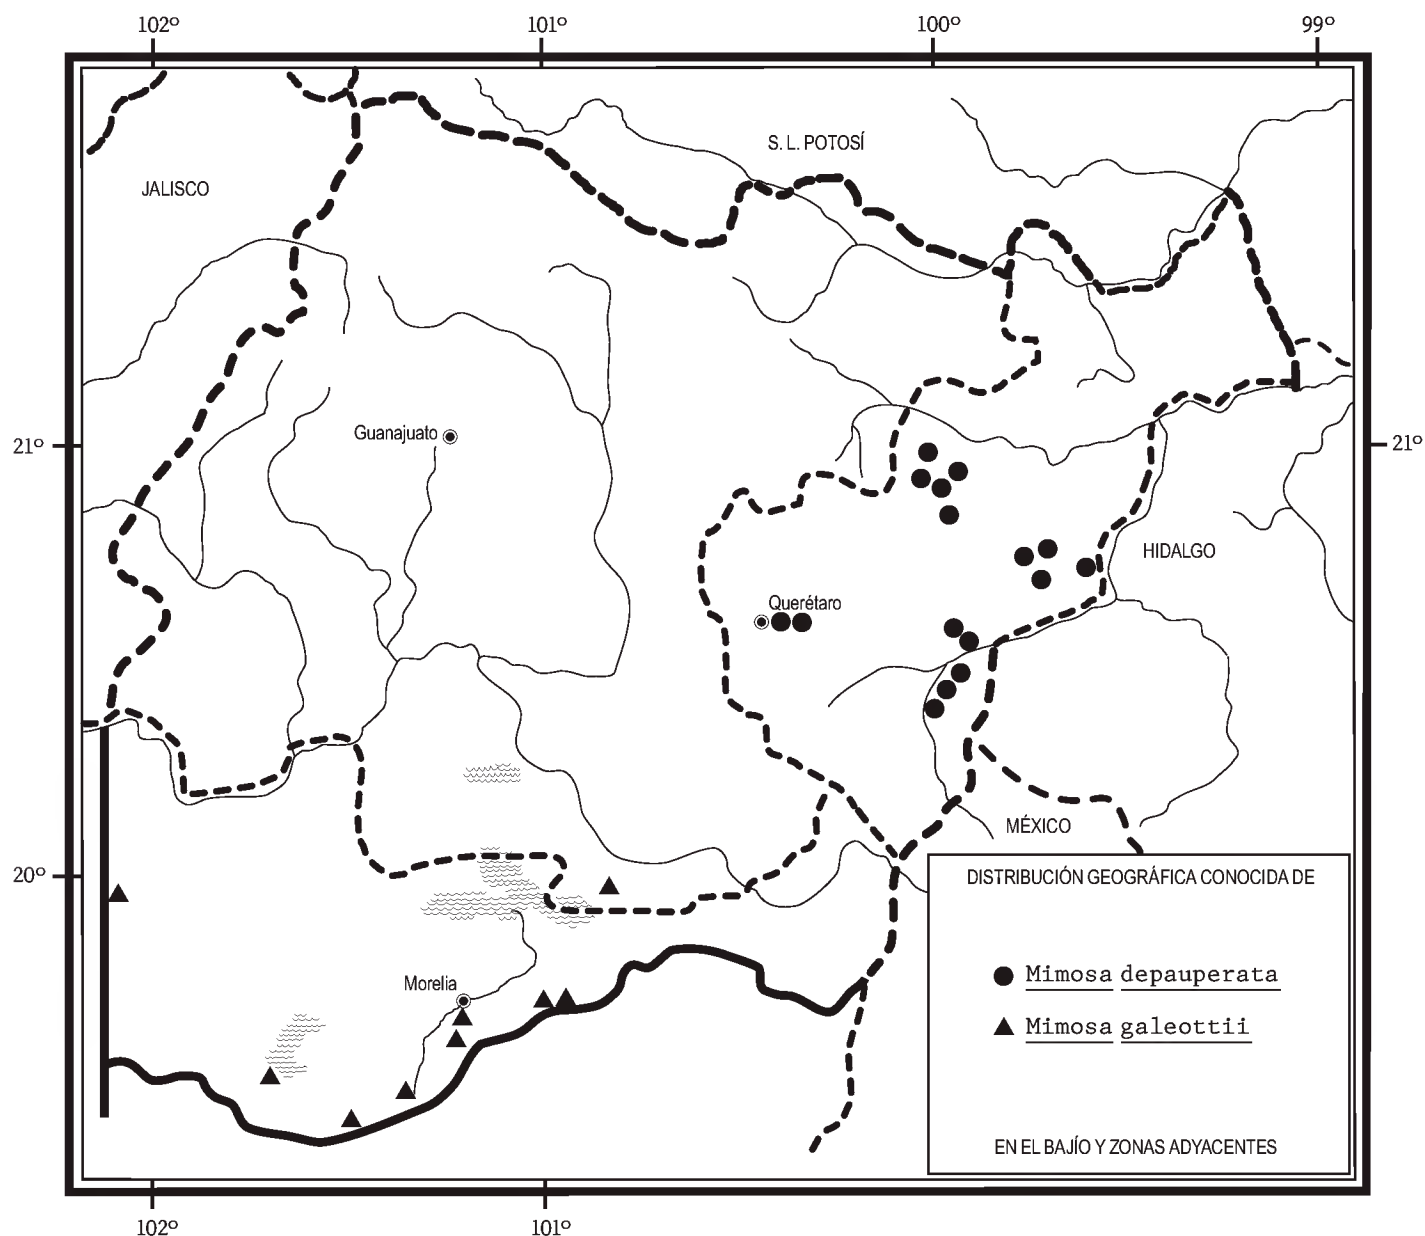 102º
101º
100º
99º
S. L. POTOSÍ
JALISCO
Guanajuato
21º
21º
HIDALGO
Querétaro
MÉXICO
20º
DISTRIBUCIÓN GEOGRÁFICA CONOCIDA DE
Mimosa depauperata
Morelia
Mimosa galeottii
EN EL BAJÍO Y ZONAS ADYACENTES
102º
101º